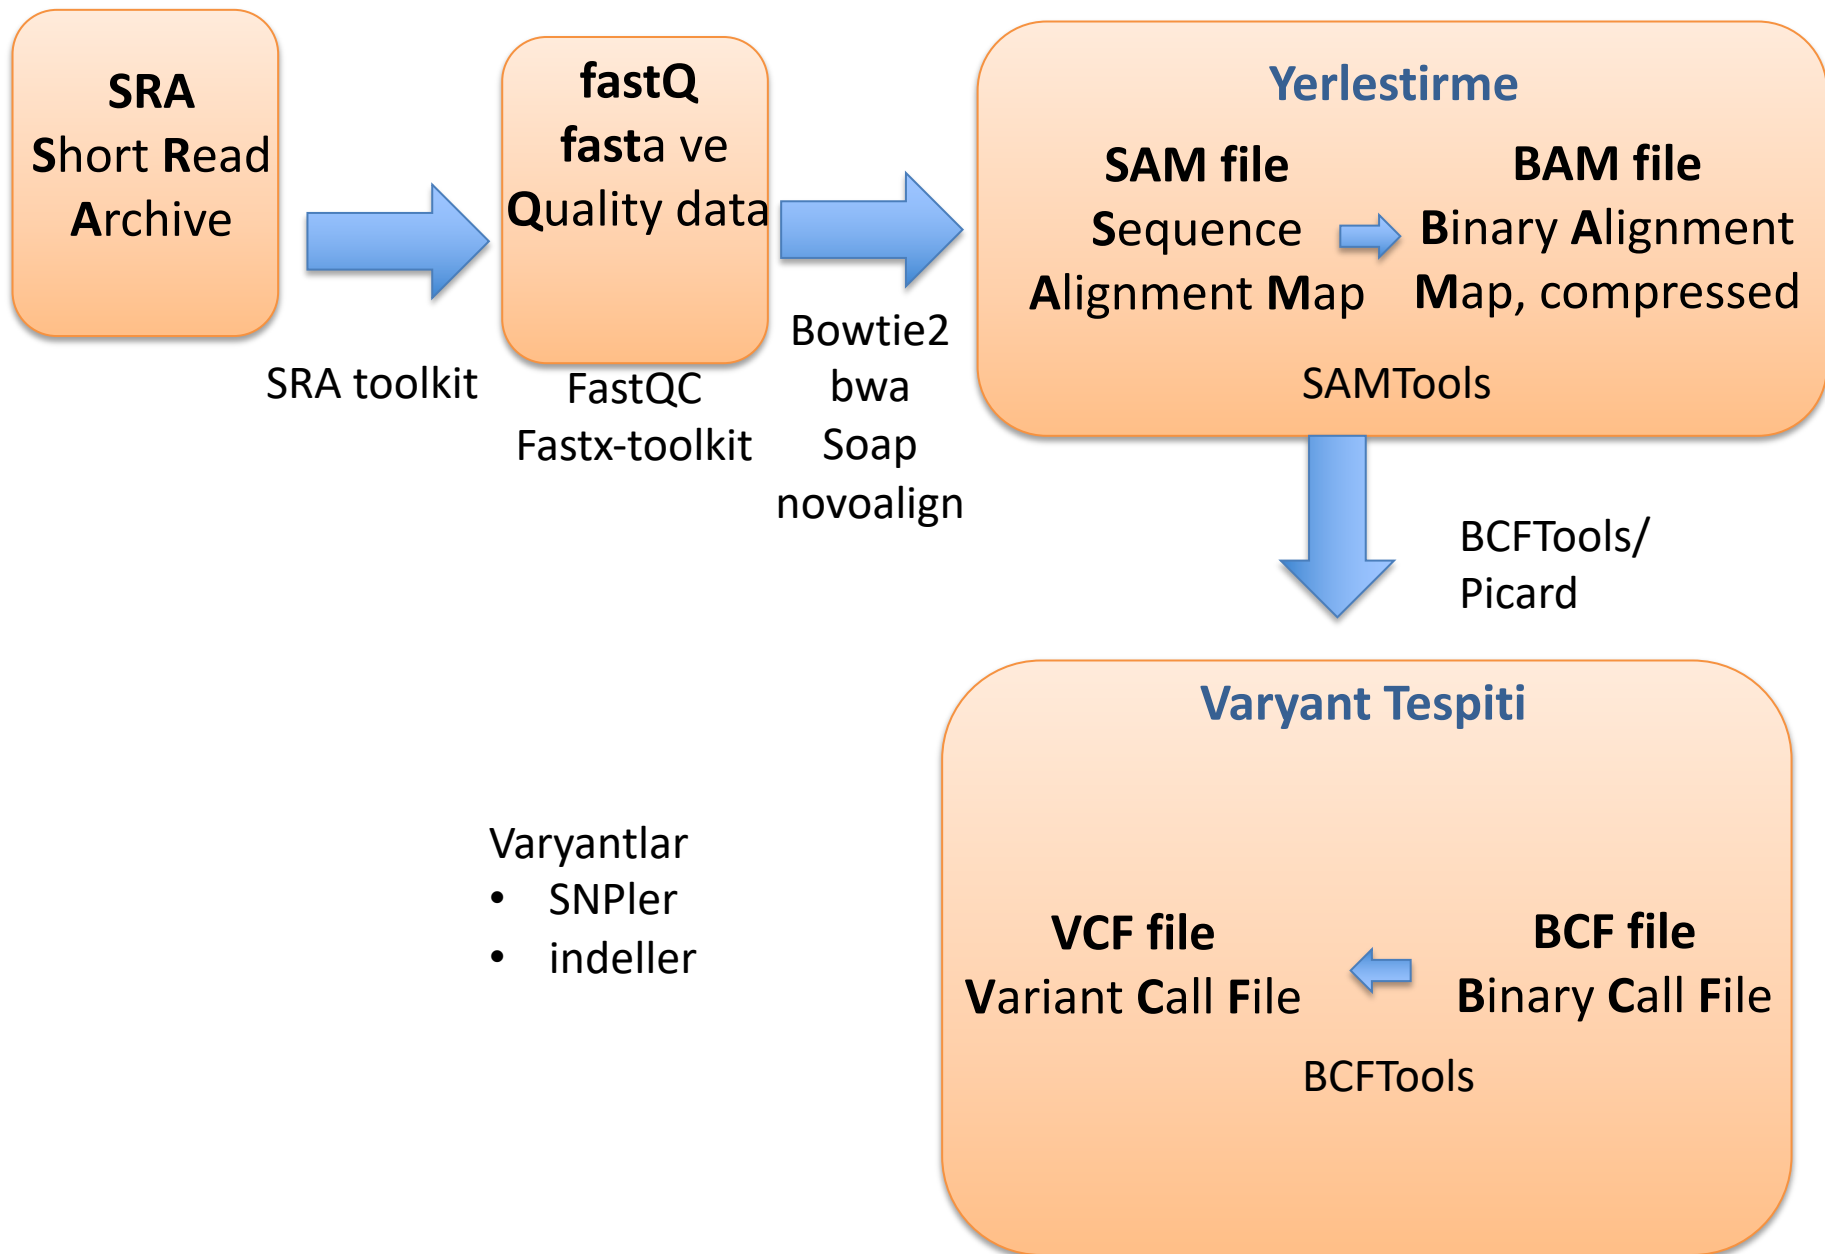 SRA
Short Read
Archive
SRA toolkit
fastQ
fasta ve
Quality data
FastQC
Fastx-toolkit
Bowtie2
bwa
Soap
novoalign
Yerlestirme
SAM file
Sequence
Alignment Map
BAM file
Binary Alignment
Map, compressed
SAMTools
BCFTools/
Picard
Varyant Tespiti
VCF file
Variant Call File
BCF file
Binary Call File
BCFTools
Varyantlar
• SNPler
• indeller